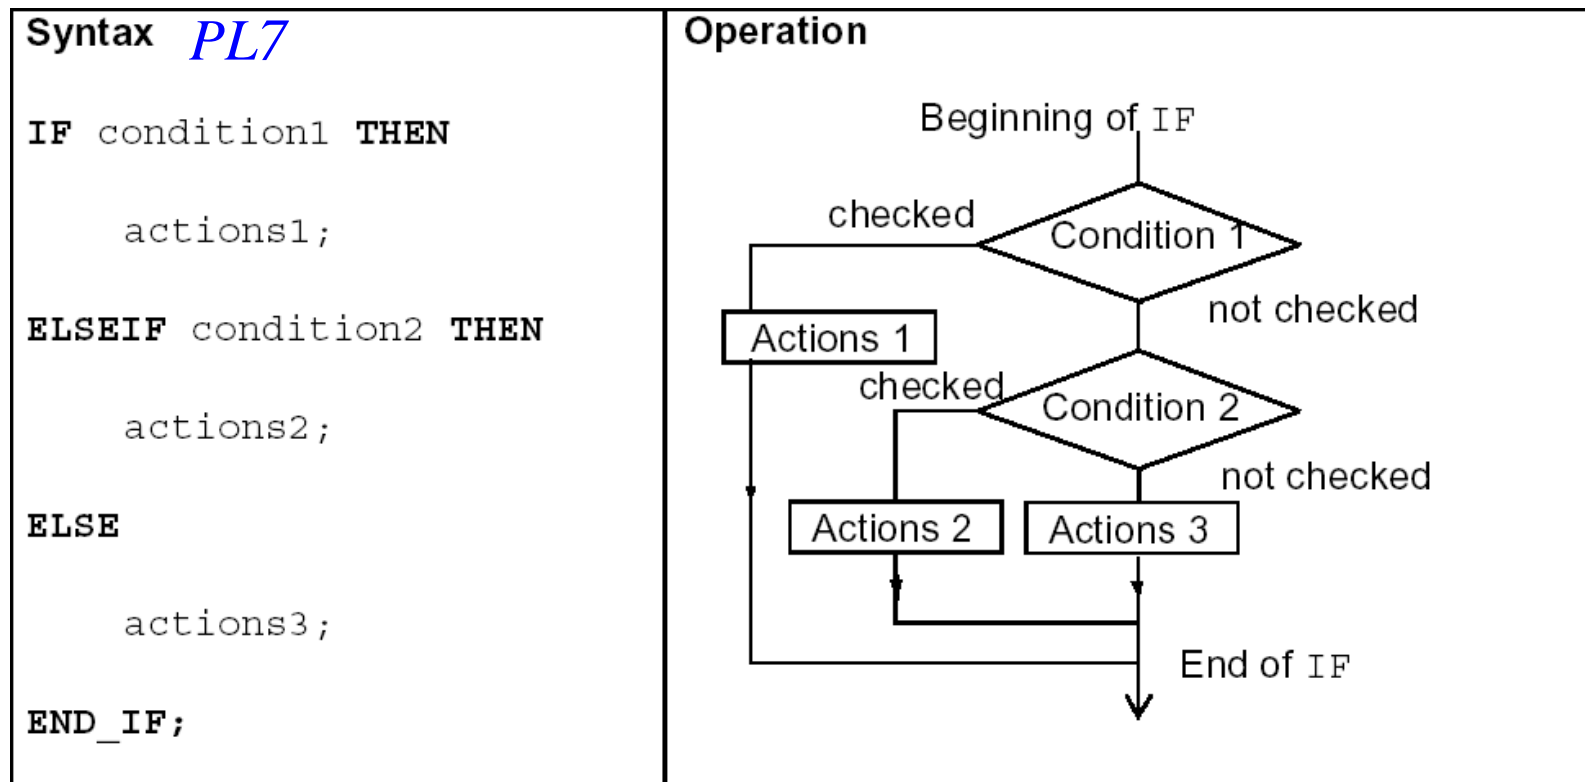 Syntax PL7
IF condition1 THEN
actions1;
ELSEIF condition2 THEN
actions2;
ELSE
actions3;
END_IF;
Operation
Beginning of IF
checked
Condition 1
not checked
Actions 1
checked
Condition 2
not checked
Actions 2
Actions 3
End of IF